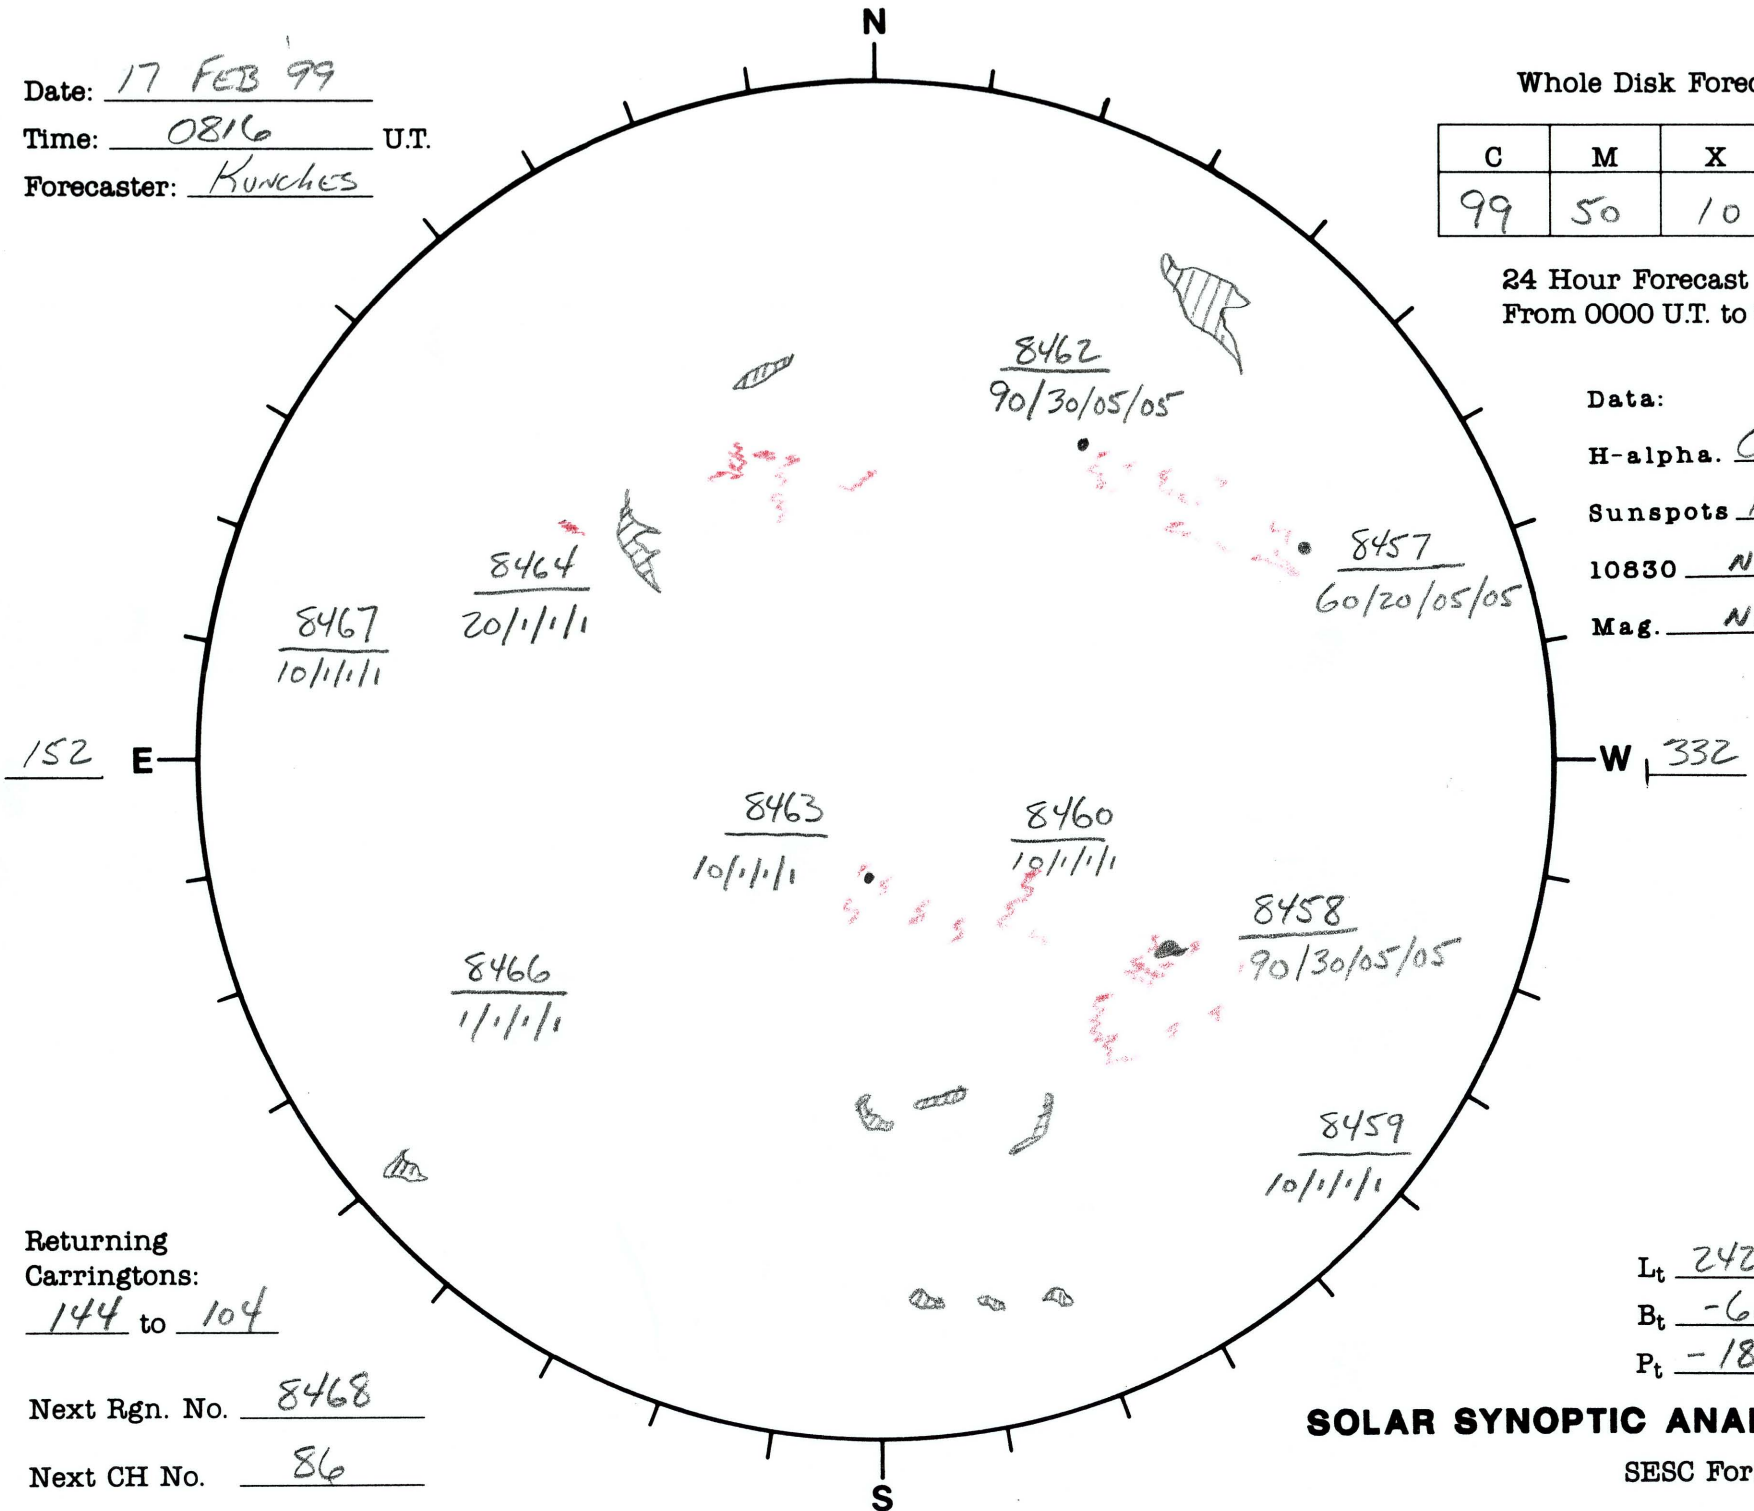 N
Date: 17 FEB '99
Time: 0816 U.T.
Forecaster: Kunches
Whole Disk Forec
C M X
99 50 10
24 Hour Forecast
From 0000 U.T. to
8462
90/30/05/05
Data:
H-alpha.
Sunspots
10830 N
Mag. N
8457
60/20/05/05
8464
20/1/1/1
8467
10/1/1/1
152 E
W 332
8463
10/1/1/1
8460
10/1/1/1
8458
90/30/05/05
8466
1/1/1/1
8459
10/1/1/1
Returning
Carringtons:
144 to 104
Lt 242
Bt -6
Pt -18
Next Rgn. No. 8468
Next CH No. 86
SOLAR SYNOPTIC ANAL
SESC For
S